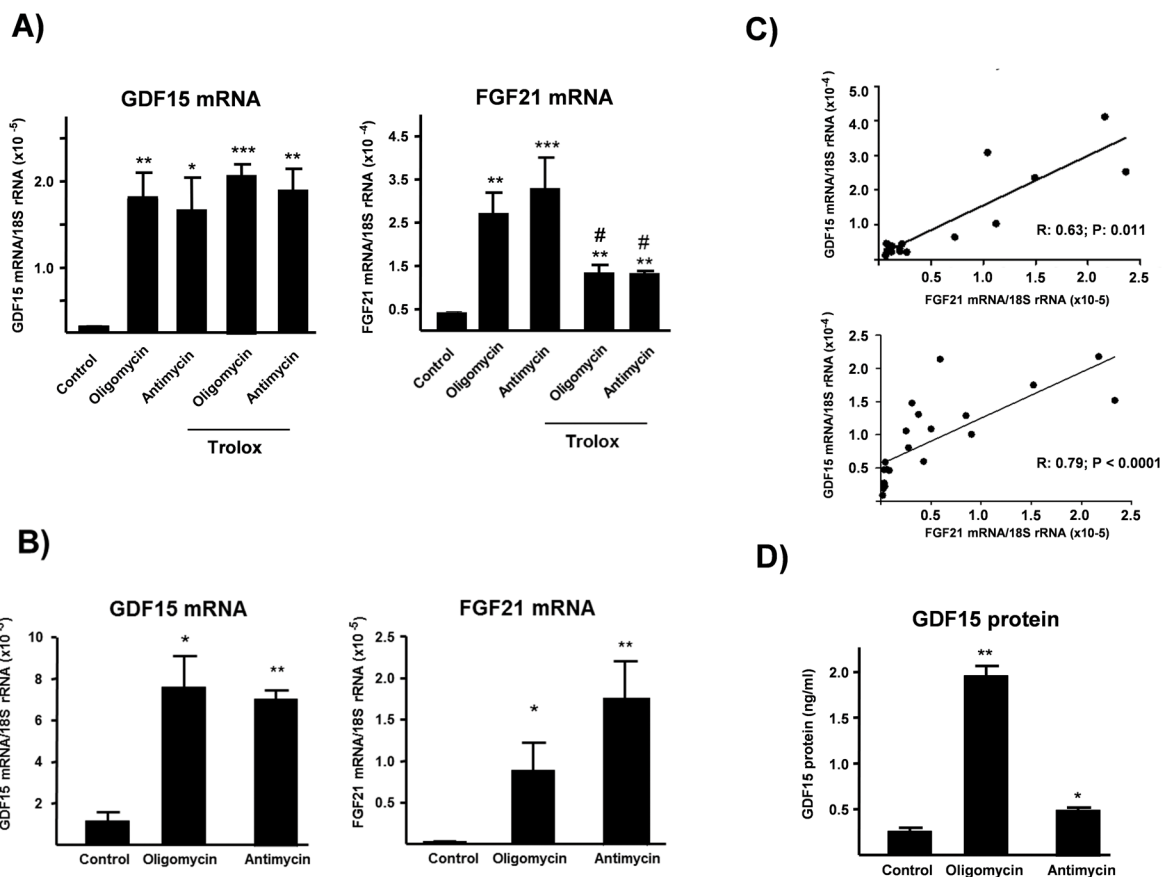 A)
GDF15 mRNA
GDF15 mRNA/18S rRNA (x10 -5)
2.0
1.0
** * *** **
Control
Oligomycin
Antimycin
Oligomycin
Antimycin
Trolox
FGF21 mRNA
FGF21 mRNA/18S rRNA (x10 -4)
4.5
3.5
2.5
1.5
0.5
** *** # ** # **
Control
Oligomycin
Antimycin
Oligomycin
Antimycin
Trolox
C)
GDF15 mRNA/18S rRNA (x10-4)
5.0
4.0
3.0
2.0
1.0
R: 0.63; P: 0.011
0.5 1.0 1.5 2.0 2.5
FGF21 mRNA/18S rRNA (x10-5)
GDF15 mRNA/18S rRNA (x10-4)
2.5
2.0
1.5
1.0
0.5
R: 0.79; P < 0.0001
0.5 1.0 1.5 2.0 2.5
FGF21 mRNA/18S rRNA (x10-5)
B)
GDF15 mRNA
GDF15 mRNA/18S rRNA (x10 -5)
10
8
6
4
2
* **
Control Oligomycin Antimycin
FGF21 mRNA
FGF21 mRNA/18S rRNA (x10 -5)
2.5
2.0
1.5
1.0
0.5
* **
Control Oligomycin Antimycin
D)
GDF15 protein
GDF15 protein (ng/ml)
2.0
1.5
1.0
0.5
** *
Control Oligomycin Antimycin